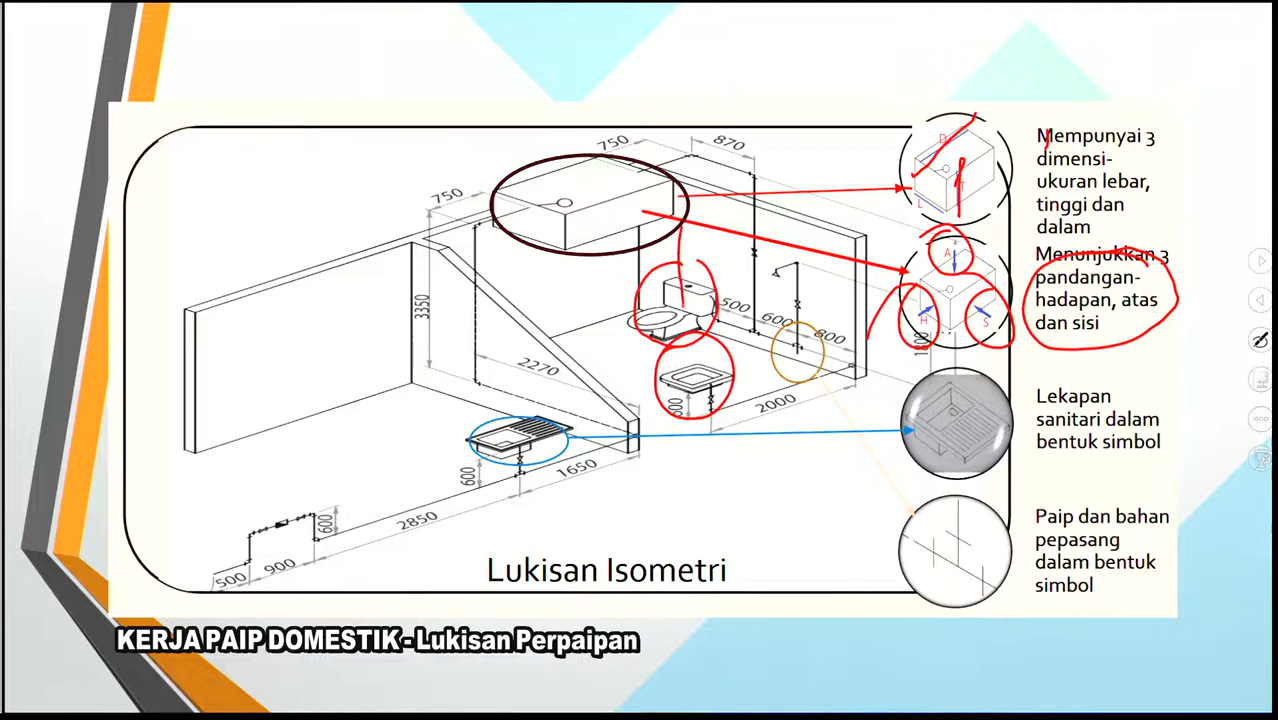 750
870
D
T
L
Mempunyai 3
dimensi-
ukuran lebar,
tinggi dan
dalam
750
3350
2270
500
600
800
A
H
S
Menunjukkan 3
pandangan-
hadapan, atas
dan sisi
600
2000
Lekapan
sanitari dalam
bentuk simbol
600
1650
2850
600
900
500
Paip dan bahan
pepasang
dalam bentuk
simbol
Lukisan Isometri
KERJA PAIP DOMESTIK - Lukisan Perpaipan